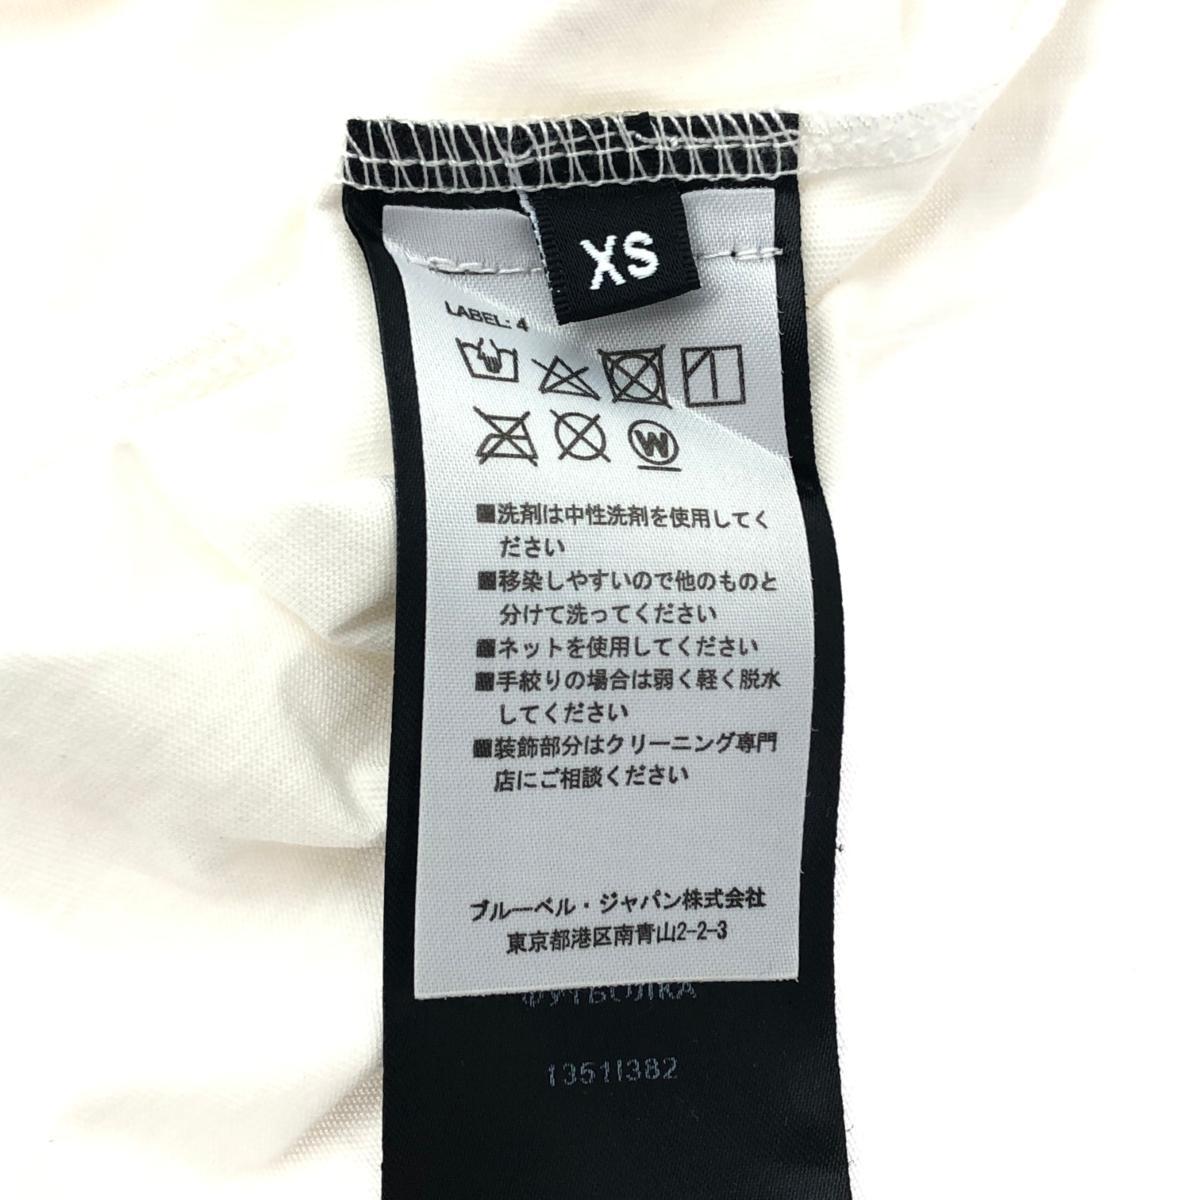 XS
LABEL: 4
W
■洗剤は中性洗剤を使用してく
ださい
■移染しやすいので他のものと
分けて洗ってください
■ネットを使用してください
■手絞りの場合は弱く軽く脱水
してください
■装飾部分はクリーニング専門
店にご相談ください
ブルーベル・ジャパン株式会社
東京都港区南青山2-2-3
ФУТБОЛКА
1351I382